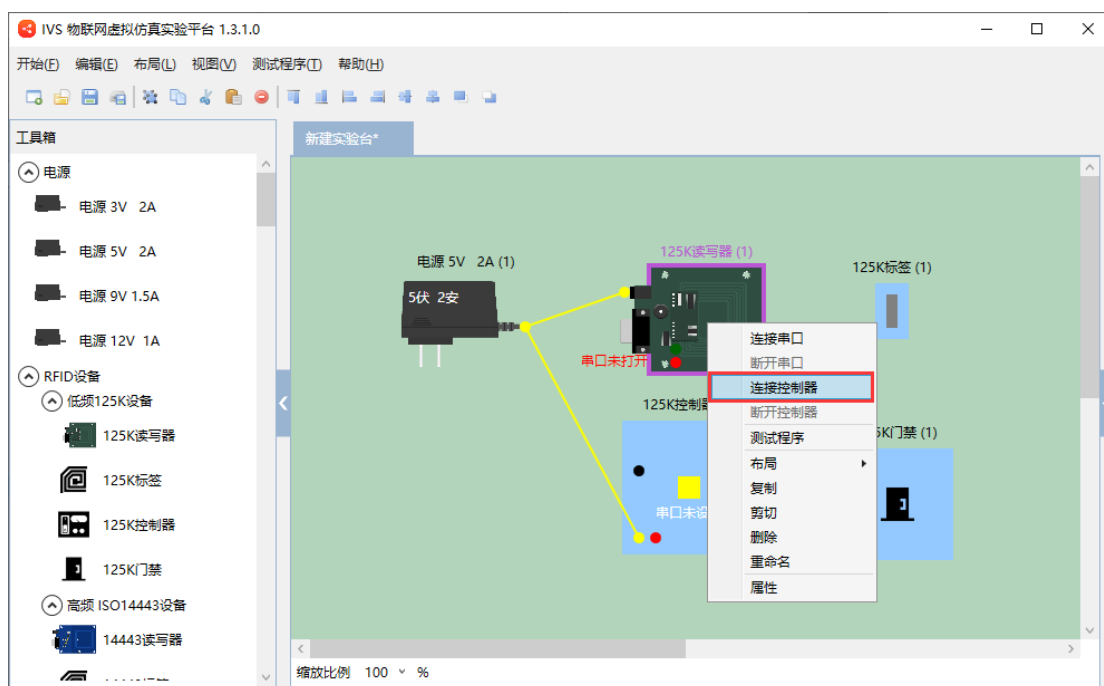 IVS 物联网虚拟仿真实验平台 1.3.1.0
开始(F) 编辑(E) 布局(L) 视图(V) 测试程序(T) 帮助(H)
工具箱
新建实验台*
电源
电源 3V 2A
电源 5V 2A
电源 9V 1.5A
电源 12V 1A
RFID设备
低频125K设备
125K读写器
125K标签
125K控制器
125K门禁
高频 ISO14443设备
14443读写器
电源 5V 2A (1)
5伏 2安
125K读写器 (1)
125K标签 (1)
串口未打开
125K控制
串口未设
K门禁 (1)
连接串口
断开串口
连接控制器
断开控制器
测试程序
布局
复制
剪切
删除
重命名
属性
缩放比例 100 %